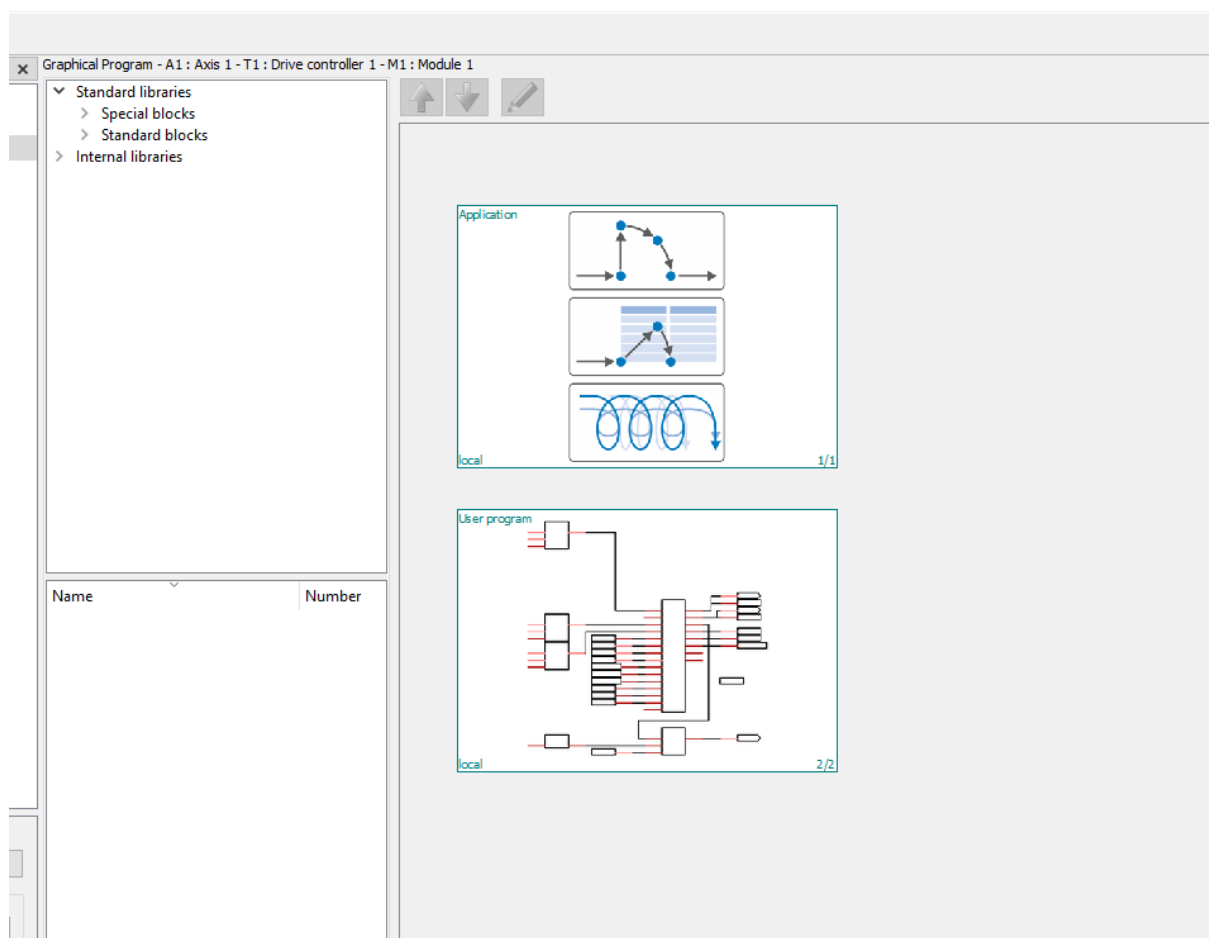 Graphical Program - A1 : Axis 1 - T1 : Drive controller 1 - M1 : Module 1
Standard libraries
Special blocks
Standard blocks
Internal libraries
Name
Number
Application
local
1/1
User program
local
2/2